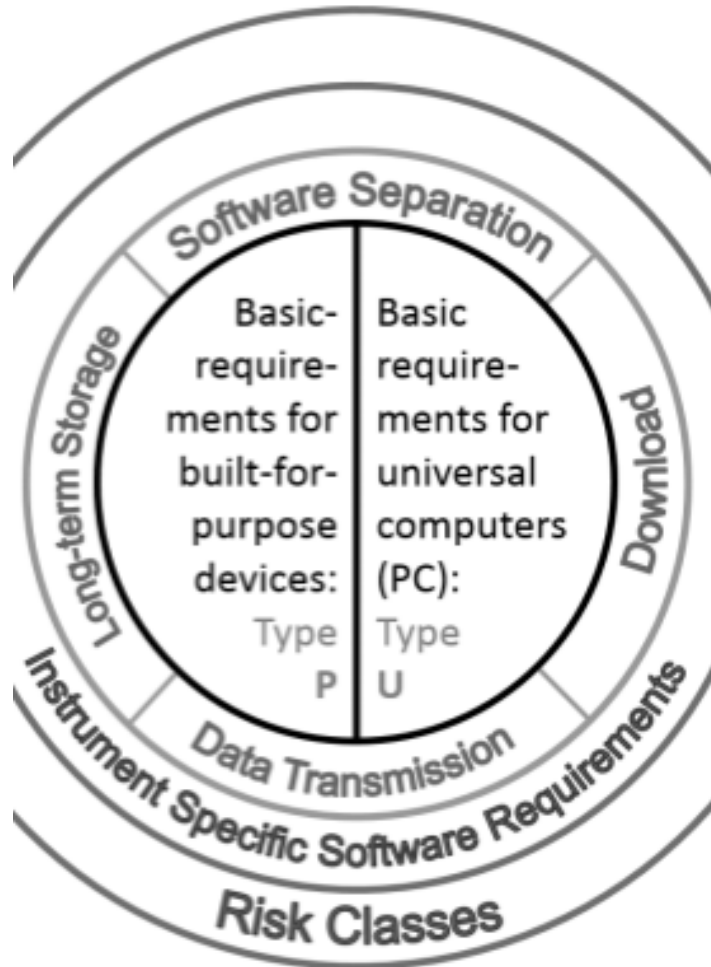 Software Separation
Basic-
require-
ments for
built-for-
purpose
devices:
Type
P
Basic
require-
ments for
universal
computers
(PC):
Type
U
Long-term Storage
Download
Data Transmission
Instrument Specific Software Requirements
Risk Classes